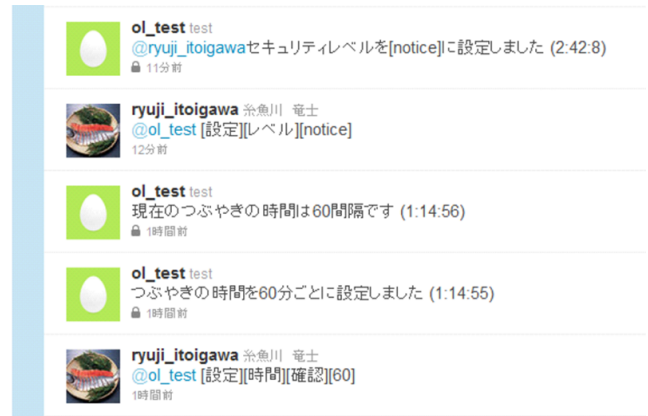 ol_test test
@ryuji_itoigawaセキュリティレベルを[notice]に設定しました (2:42:8)
11分前
ryuji_itoigawa 糸魚川 竜士
@ol_test [設定][レベル][notice]
12分前
ol_test test
現在のつぶやきの時間は60間隔です (1:14:56)
1時間前
ol_test test
つぶやきの時間を60分ごとに設定しました (1:14:55)
1時間前
ryuji_itoigawa 糸魚川 竜士
@ol_test [設定][時間][確認][60]
1時間前